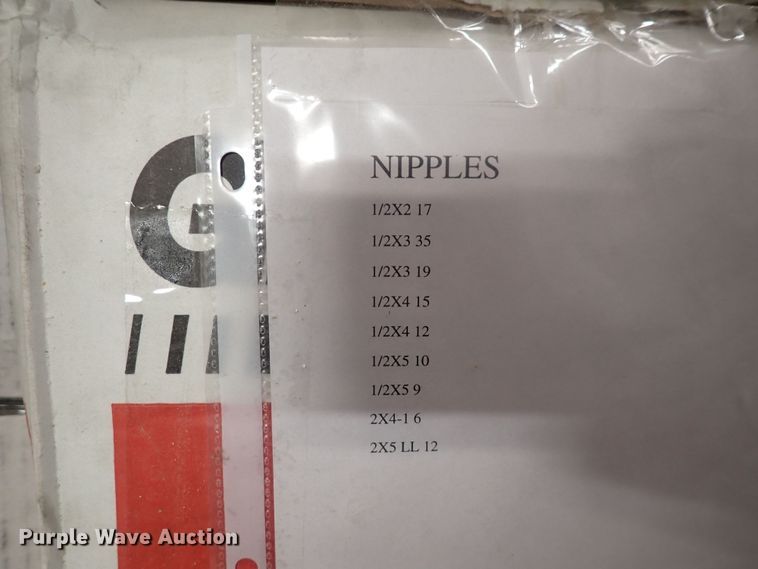 G
NIPPLES
1/2X2 17
1/2X3 35
1/2X3 19
1/2X4 15
1/2X4 12
1/2X5 10
1/2X5 9
2X4-1 6
2X5 LL 12
Purple Wave Auction